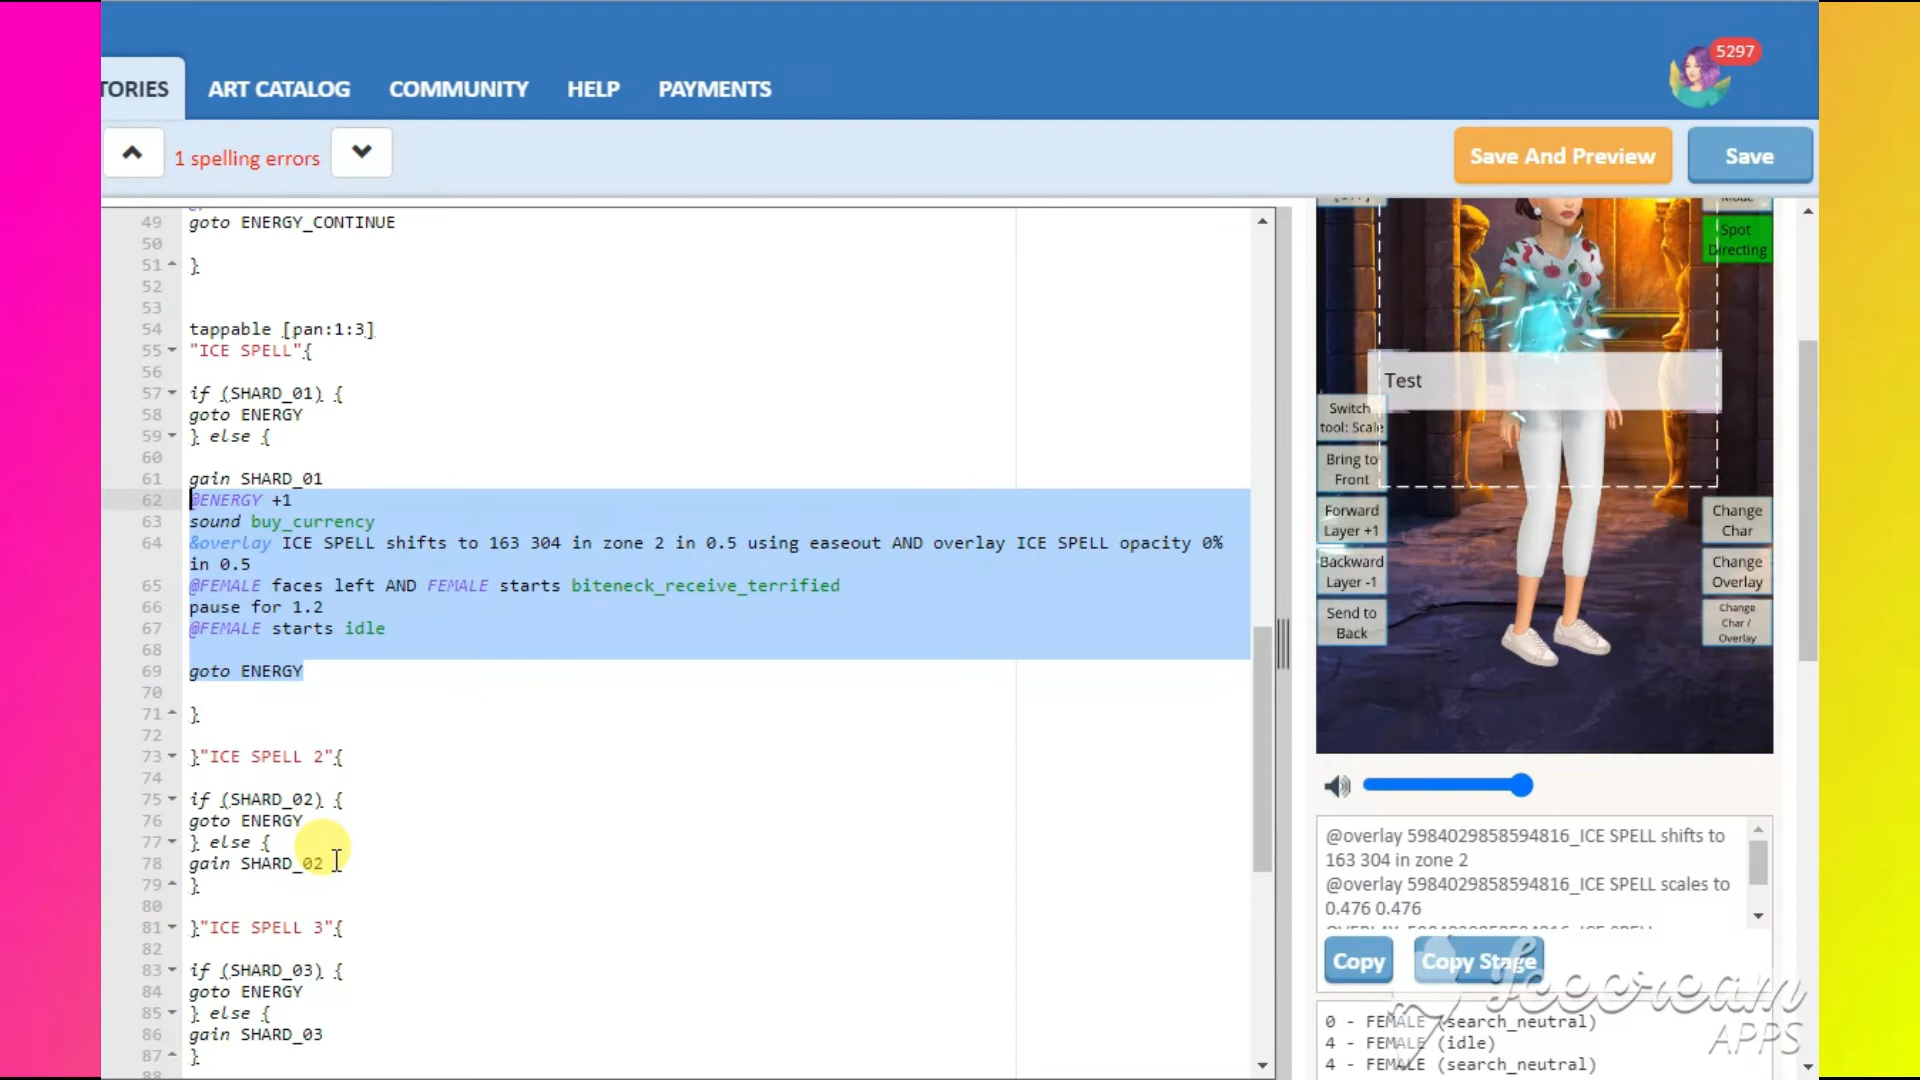 5297
TORIES
ART CATALOG
COMMUNITY
HELP
PAYMENTS
1 spelling errors
Save And Preview
Save
49 goto ENERGY_CONTINUE
50
51 }
52
53
54 tappable [pan:1:3]
55 "ICE SPELL"{
56
57 if (SHARD_01) {
58 goto ENERGY
59 } else {
60
61 gain SHARD_01
62 @ENERGY +1
63 sound buy_currency
64 &overlay ICE SPELL shifts to 163 304 in zone 2 in 0.5 using easeout AND overlay ICE SPELL opacity 0%
in 0.5
65 @FEMALE faces left AND FEMALE starts biteneck_receive_terrified
66 pause for 1.2
67 @FEMALE starts idle
68
69 goto ENERGY
70
71 }
72
73 }"ICE SPELL 2"{
74
75 if (SHARD_02) {
76 goto ENERGY
77 } else {
78 gain SHARD_02
79 }
80
81 }"ICE SPELL 3"{
82
83 if (SHARD_03) {
84 goto ENERGY
85 } else {
86 gain SHARD_03
87 }
88
Spot
Directing
Test
Switch
tool: Scale
Bring to
Front
Forward
Layer +1
Backward
Layer -1
Send to
Back
Change
Char
Change
Overlay
Change
Char /
Overlay
@overlay 5984029858594816_ICE SPELL shifts to
163 304 in zone 2
@overlay 5984029858594816_ICE SPELL scales to
0.476 0.476
Copy
Copy Stage
0 - FEMALE (search_neutral)
4 - FEMALE (idle)
4 - FEMALE (search_neutral)
Icecream
APPS